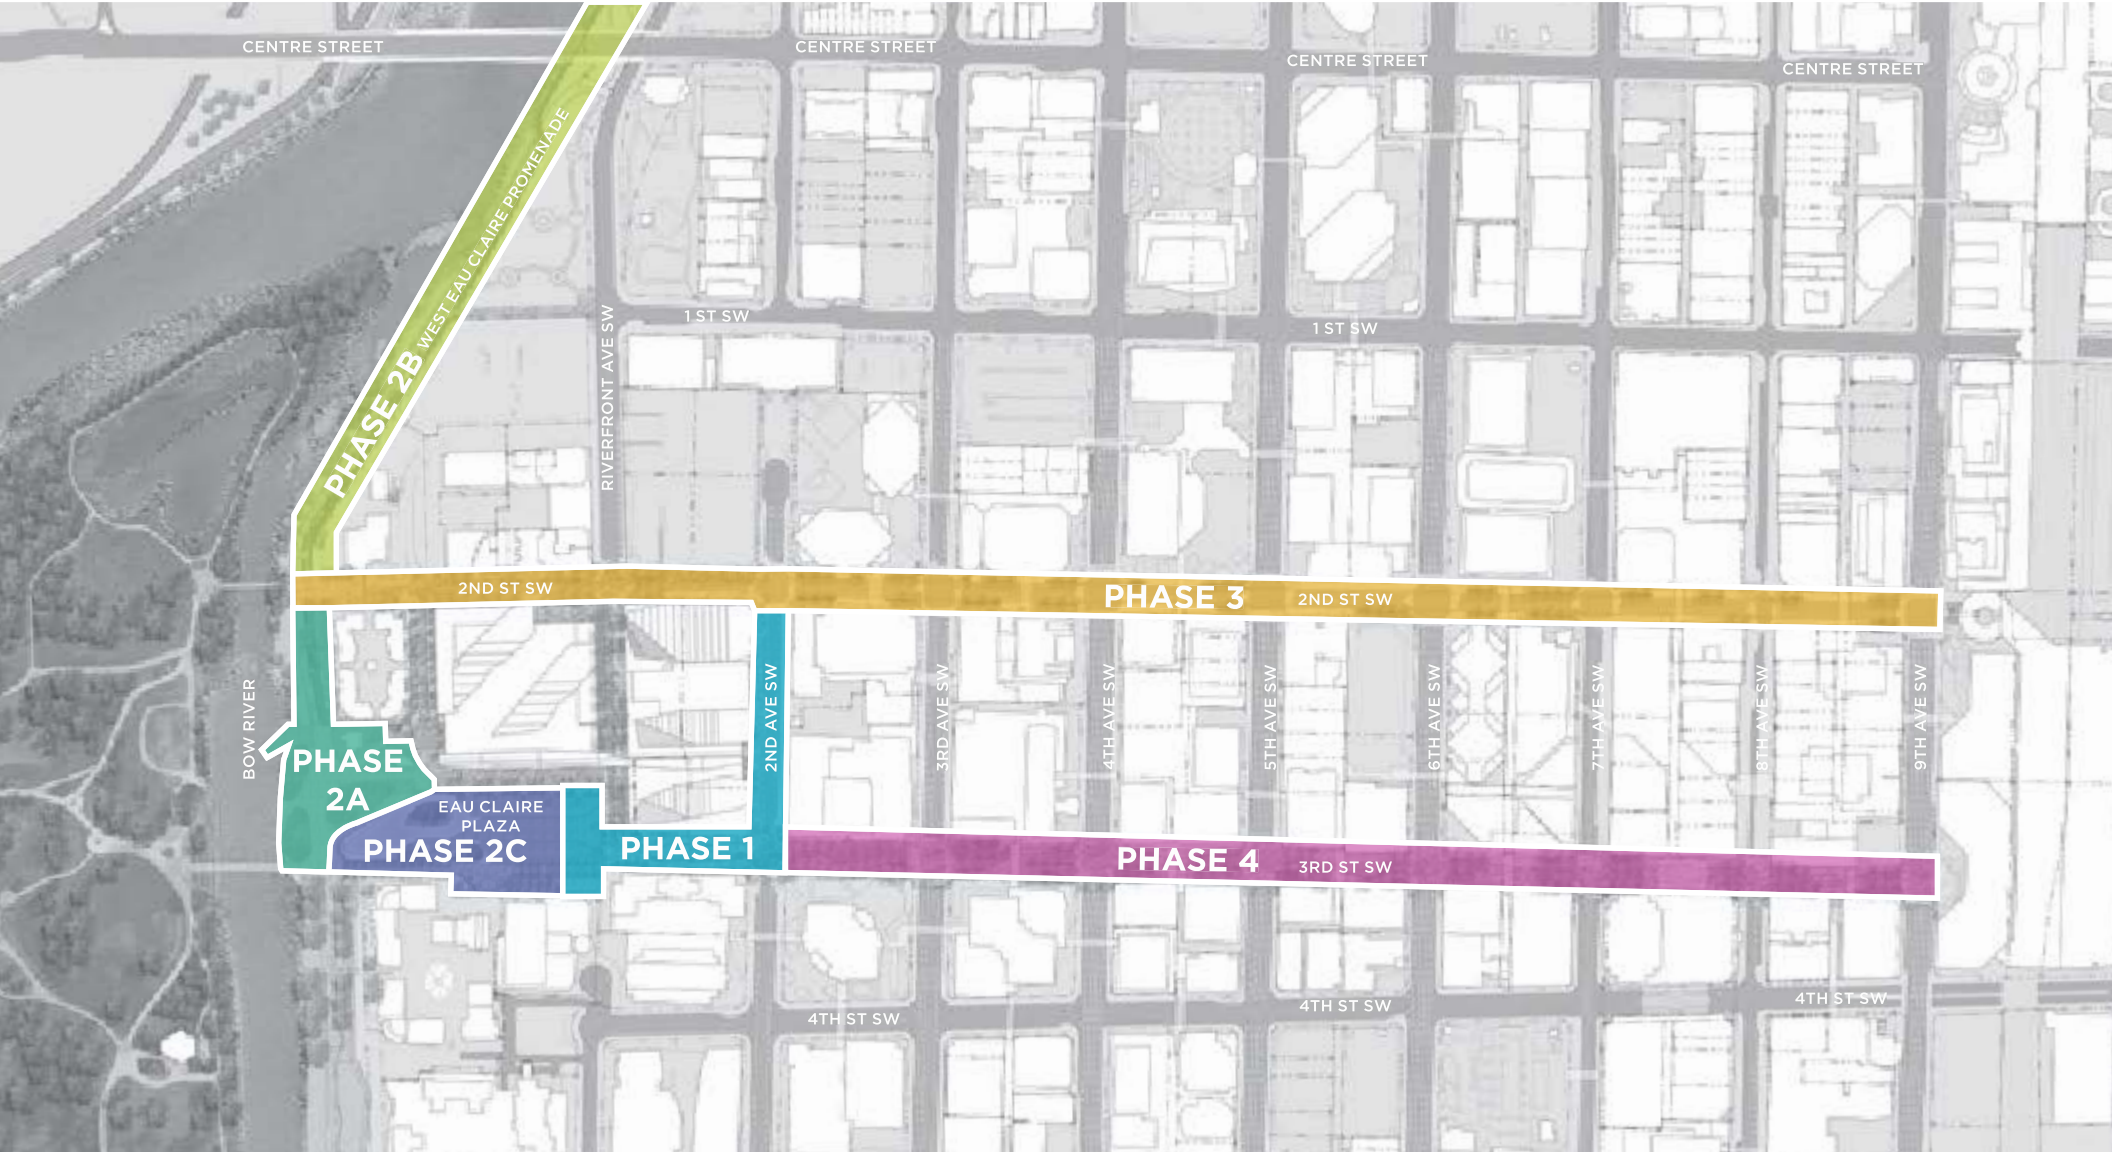 CENTRE STREET
CENTRE STREET
CENTRE STREET
CENTRE STREET
PHASE 2B WEST EAU CLAIRE PROMENADE
1 ST SW
1 ST SW
RIVERFRONT AVE SW
2ND ST SW
PHASE 3
2ND ST SW
BOW RIVER
2ND AVE SW
3RD AVE SW
4TH AVE SW
5TH AVE SW
6TH AVE SW
7TH AVE SW
8TH AVE SW
9TH AVE SW
PHASE
2A
EAU CLAIRE
PLAZA
PHASE 2C
PHASE 1
PHASE 4
3RD ST SW
4TH ST SW
4TH ST SW
4TH ST SW